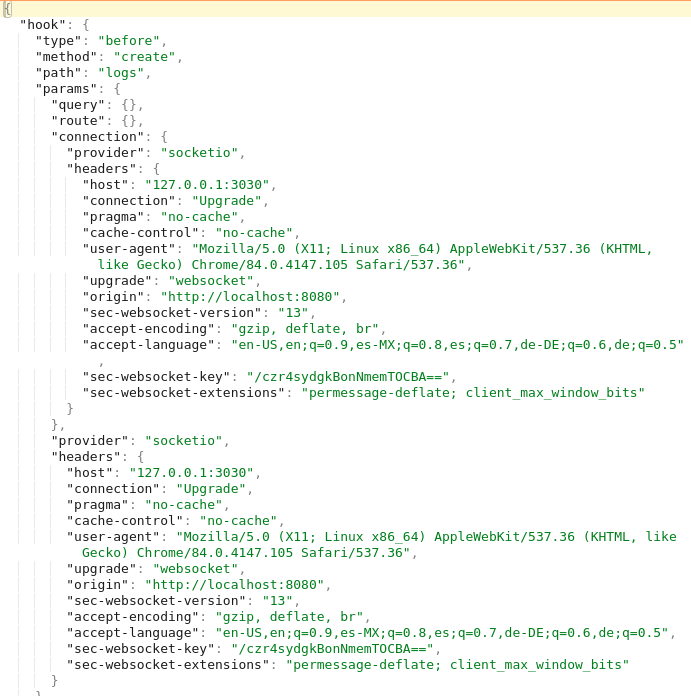 {
  "hook": {
    "type": "before",
    "method": "create",
    "path": "logs",
    "params": {
      "query": {},
      "route": {},
      "connection": {
        "provider": "socketio",
        "headers": {
          "host": "127.0.0.1:3030",
          "connection": "Upgrade",
          "pragma": "no-cache",
          "cache-control": "no-cache",
          "user-agent": "Mozilla/5.0 (X11; Linux x86_64) AppleWebKit/537.36 (KHTML,
            like Gecko) Chrome/84.0.4147.105 Safari/537.36",
          "upgrade": "websocket",
          "origin": "http://localhost:8080",
          "sec-websocket-version": "13",
          "accept-encoding": "gzip, deflate, br",
          "accept-language": "en-US,en;q=0.9,es-MX;q=0.8,es;q=0.7,de-DE;q=0.6,de;q=0.5"
            ,
          "sec-websocket-key": "/czr4sydgkBonNmemTOCBA==",
          "sec-websocket-extensions": "permessage-deflate; client_max_window_bits"
        }
      },
      "provider": "socketio",
      "headers": {
        "host": "127.0.0.1:3030",
        "connection": "Upgrade",
        "pragma": "no-cache",
        "cache-control": "no-cache",
        "user-agent": "Mozilla/5.0 (X11; Linux x86_64) AppleWebKit/537.36 (KHTML, like
          Gecko) Chrome/84.0.4147.105 Safari/537.36",
        "upgrade": "websocket",
        "origin": "http://localhost:8080",
        "sec-websocket-version": "13",
        "accept-encoding": "gzip, deflate, br",
        "accept-language": "en-US,en;q=0.9,es-MX;q=0.8,es;q=0.7,de-DE;q=0.6,de;q=0.5",
        "sec-websocket-key": "/czr4sydgkBonNmemTOCBA==",
        "sec-websocket-extensions": "permessage-deflate; client_max_window_bits"
      }